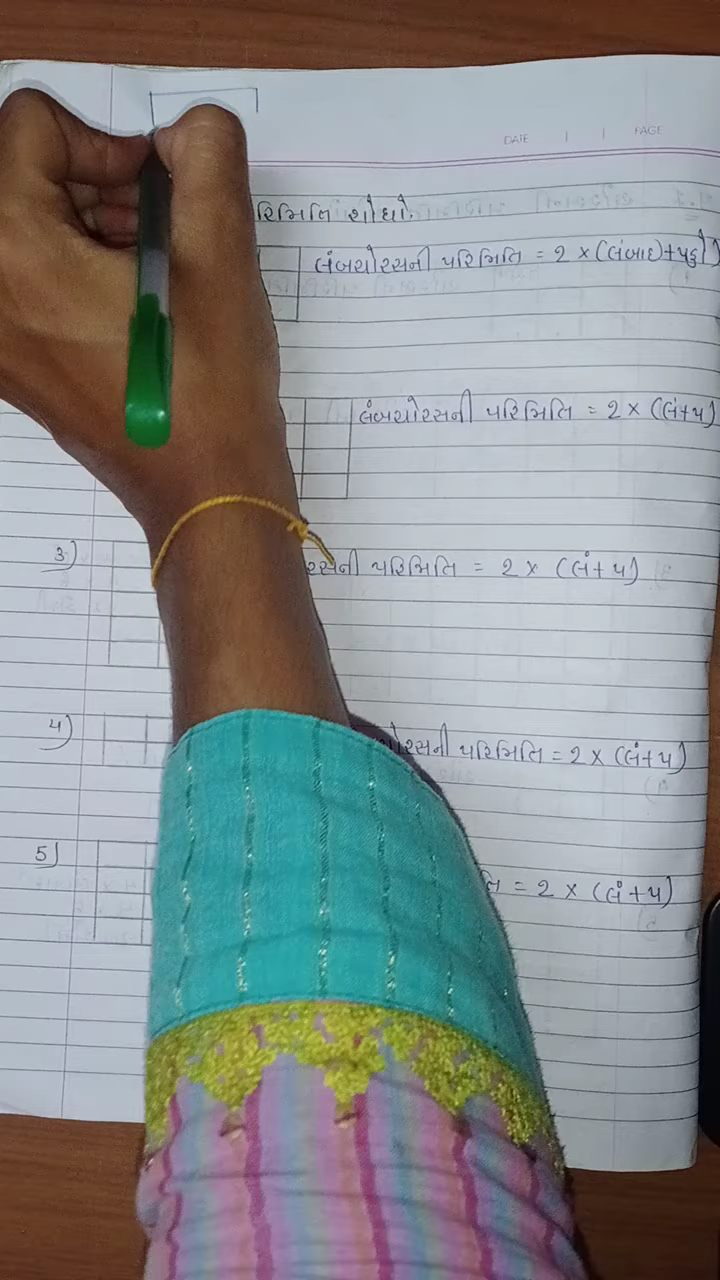 DATE PAGE
રિમિતિ શોધો.
લંબચોરસની પરિમિતિ = 2 × (લંબાઇ+પહો)
લંબચોરસની પરિમિતિ = 2 × (લં+પ)
3) રસની પરિમિતિ = 2 × (લં+પ)
4) ચોરસની પરિમિતિ = 2 × (લં+પ)
5) તિ = 2 × (લં+પ)